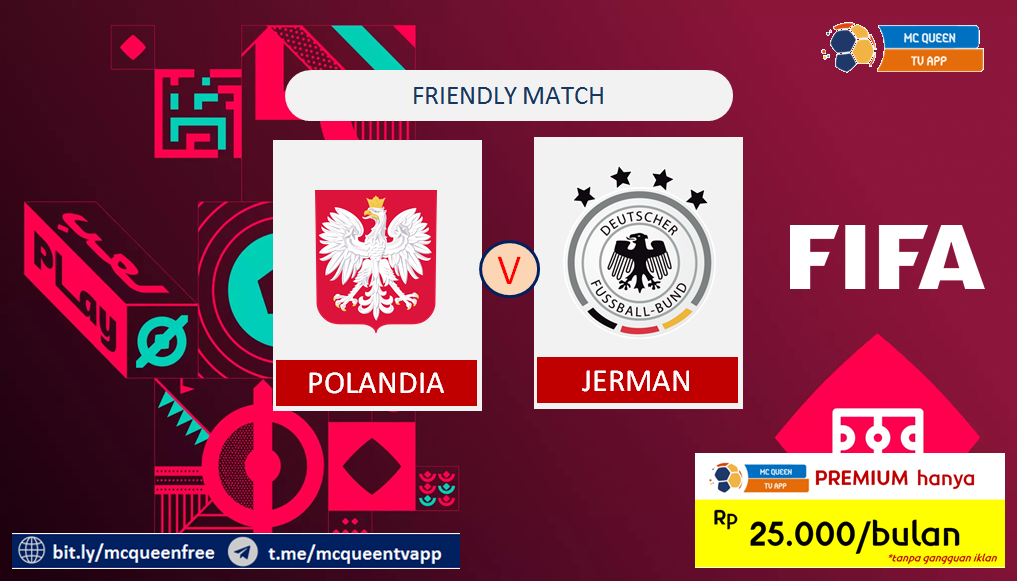 MC QUEEN
TV APP
FRIENDLY MATCH
DEUTSCHER
FUSSBALL-BUND
V
POLANDIA
JERMAN
FIFA
PLay
MC QUEEN
TV APP
PREMIUM hanya
Rp 25.000/bulan
*tanpa gangguan iklan
bit.ly/mcqueenfree
t.me/mcqueentvapp